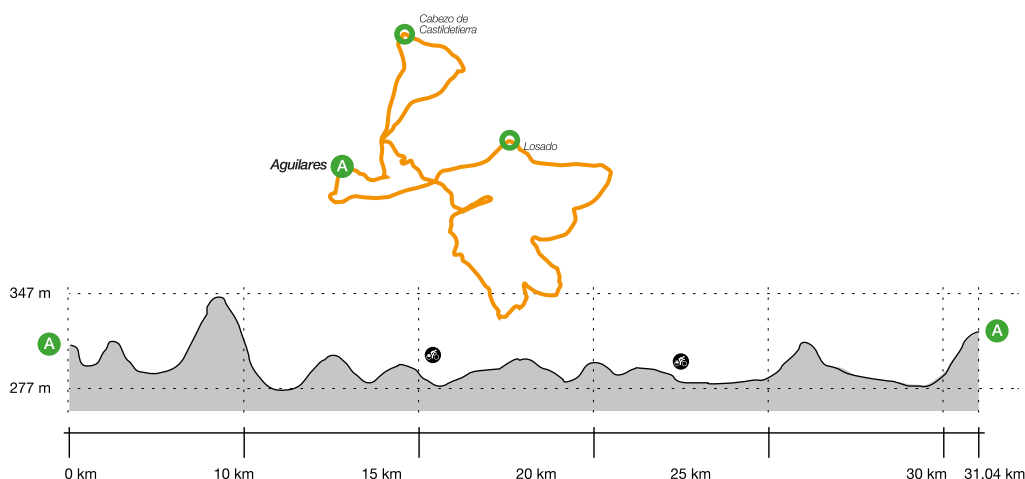 Cabezo de
Castildetierra
Losado
Aguilares A
347 m
A
A
277 m
0 km 10 km 15 km 20 km 25 km 30 km 31.04 km